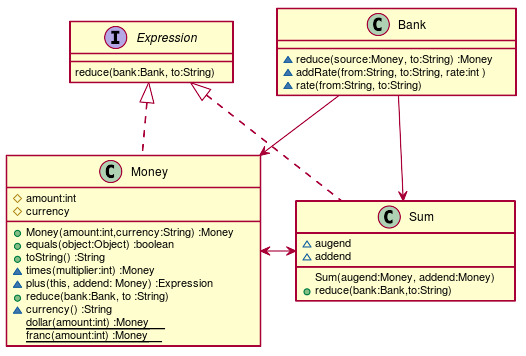 I Expression
reduce(bank:Bank, to:String)
C Bank
reduce(source:Money, to:String) :Money
addRate(from:String, to:String, rate:int )
rate(from:String, to:String)
C Money
amount:int
currency
Money(amount:int,currency:String) :Money
equals(object:Object) :boolean
toString() :String
times(multiplier:int) :Money
plus(this, addend: Money) :Expression
reduce(bank:Bank, to :String)
currency() :String
dollar(amount:int) :Money
franc(amount:int) :Money
C Sum
augend
addend
Sum(augend:Money, addend:Money)
reduce(bank:Bank,to:String)